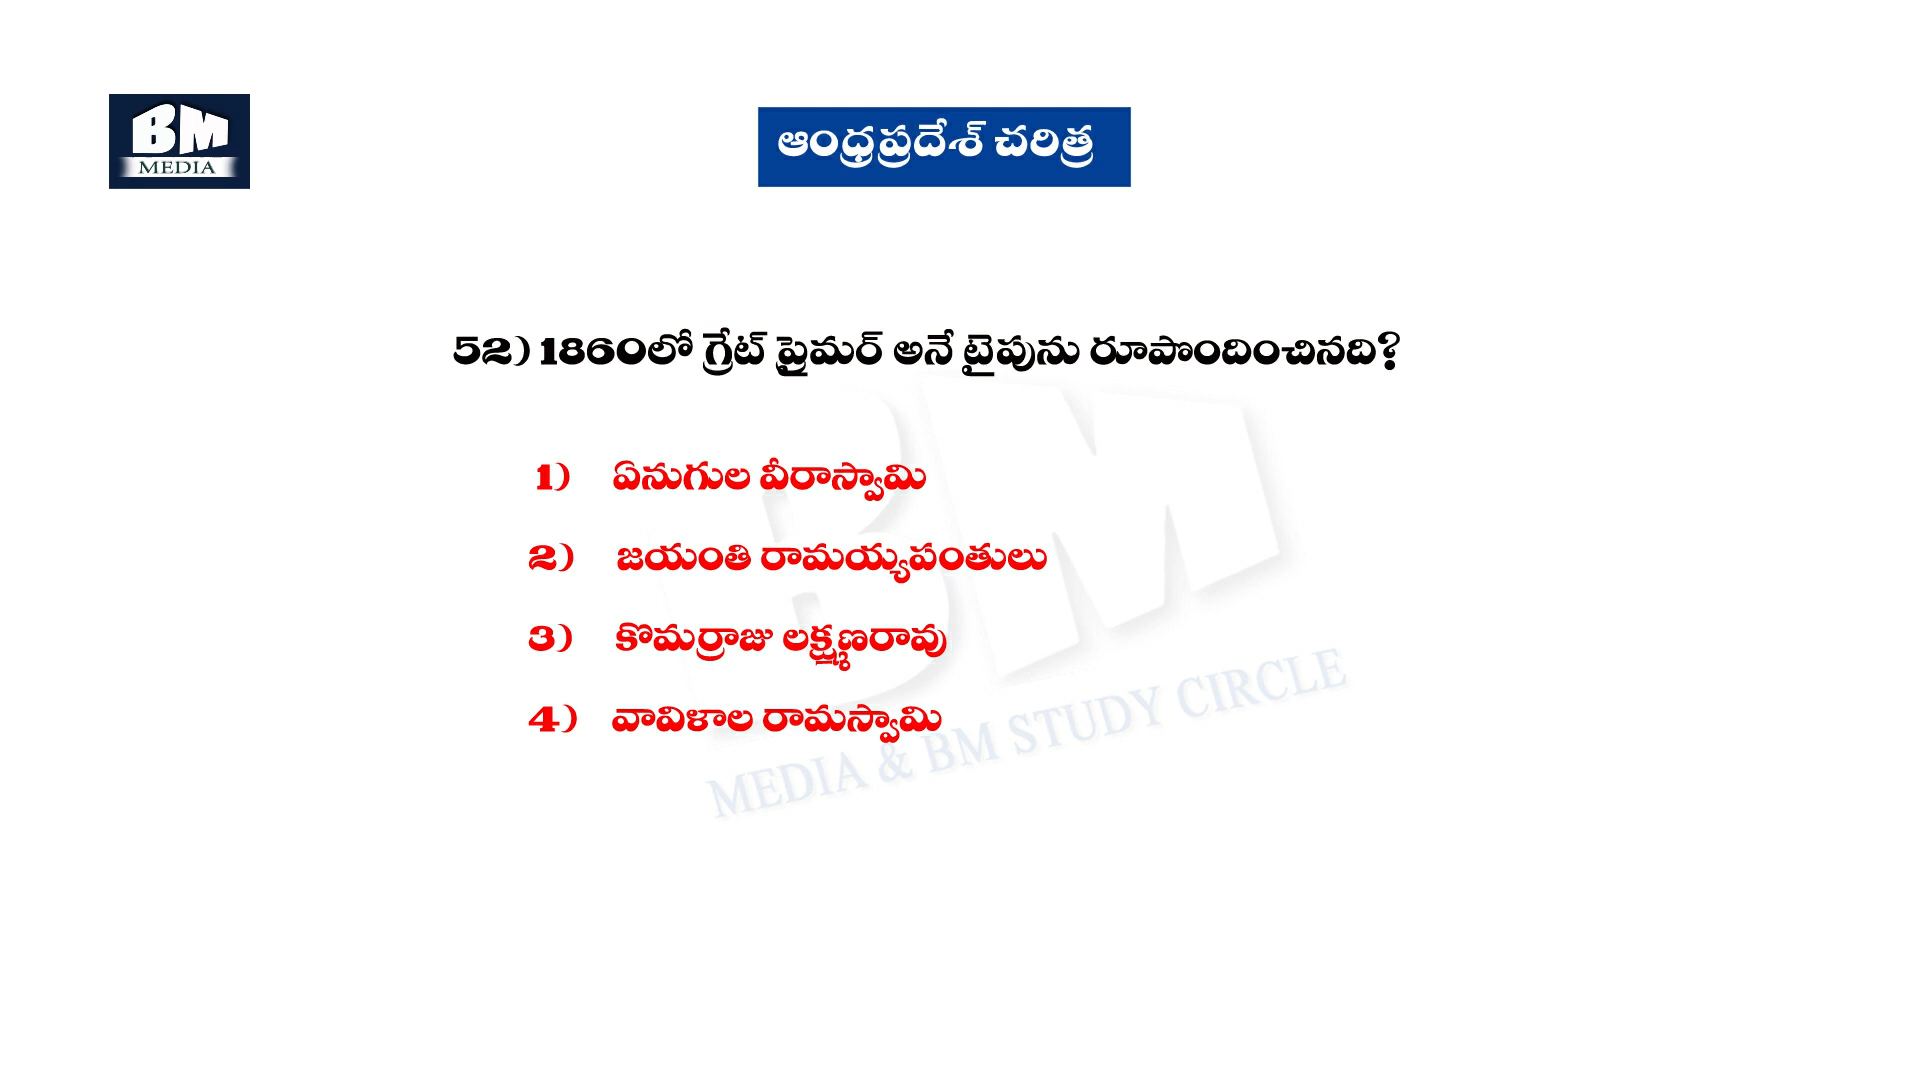 BM
MEDIA
ఆంధ్రప్రదేశ్ చరిత్ర
52) 1860లో గ్రేట్ ప్రైమర్ అనే టైపును రూపొందించినది?
1) ఏనుగుల వీరాస్వామి
2) జయంతి రామయ్యపంతులు
3) కొమర్రాజు లక్ష్మణరావు
4) వావిళాల రామస్వామి
BM
MEDIA & BM STUDY CIRCLE